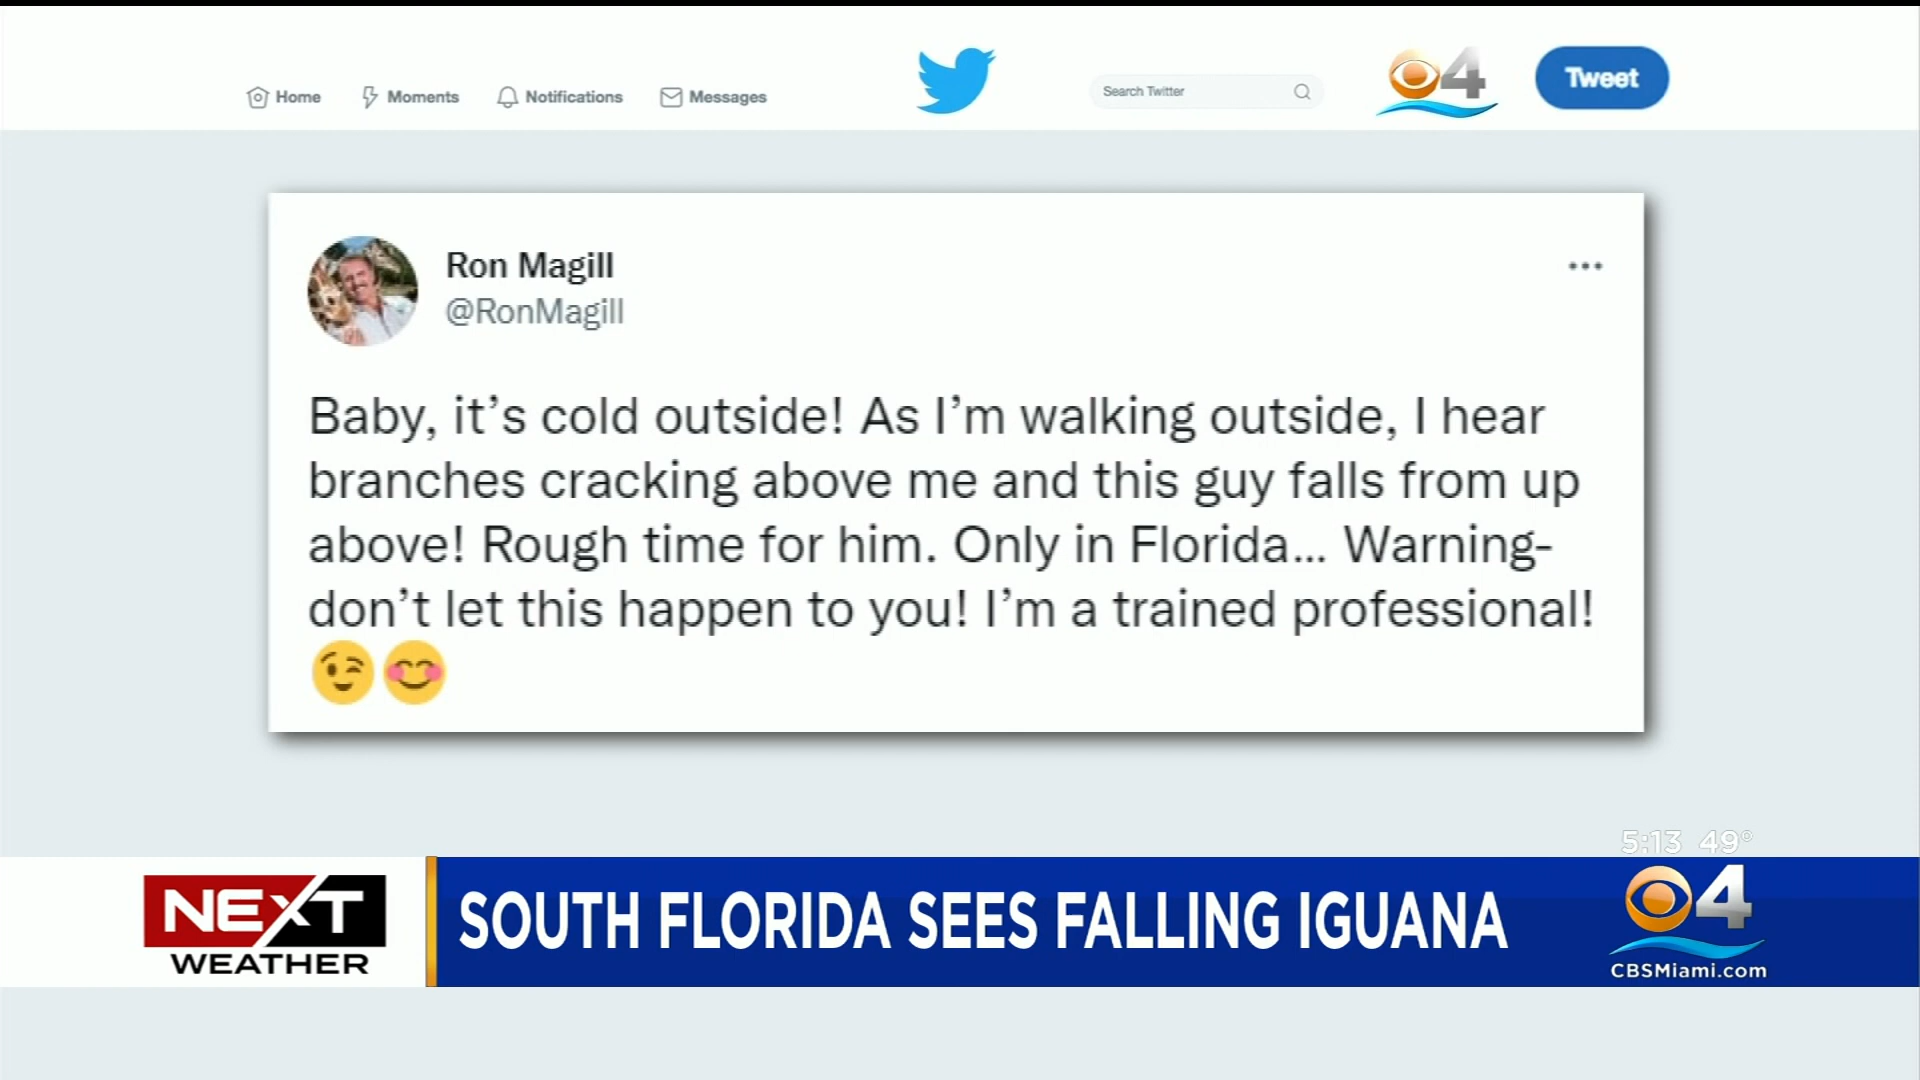 Home Moments Notifications Messages Search Twitter 4 Tweet
Ron Magill
@RonMagill
Baby, it’s cold outside! As I’m walking outside, I hear
branches cracking above me and this guy falls from up
above! Rough time for him. Only in Florida... Warning-
don’t let this happen to you! I’m a trained professional!
😉😊
5:13 49°
NEXT
WEATHER
SOUTH FLORIDA SEES FALLING IGUANA
4
CBSMiami.com